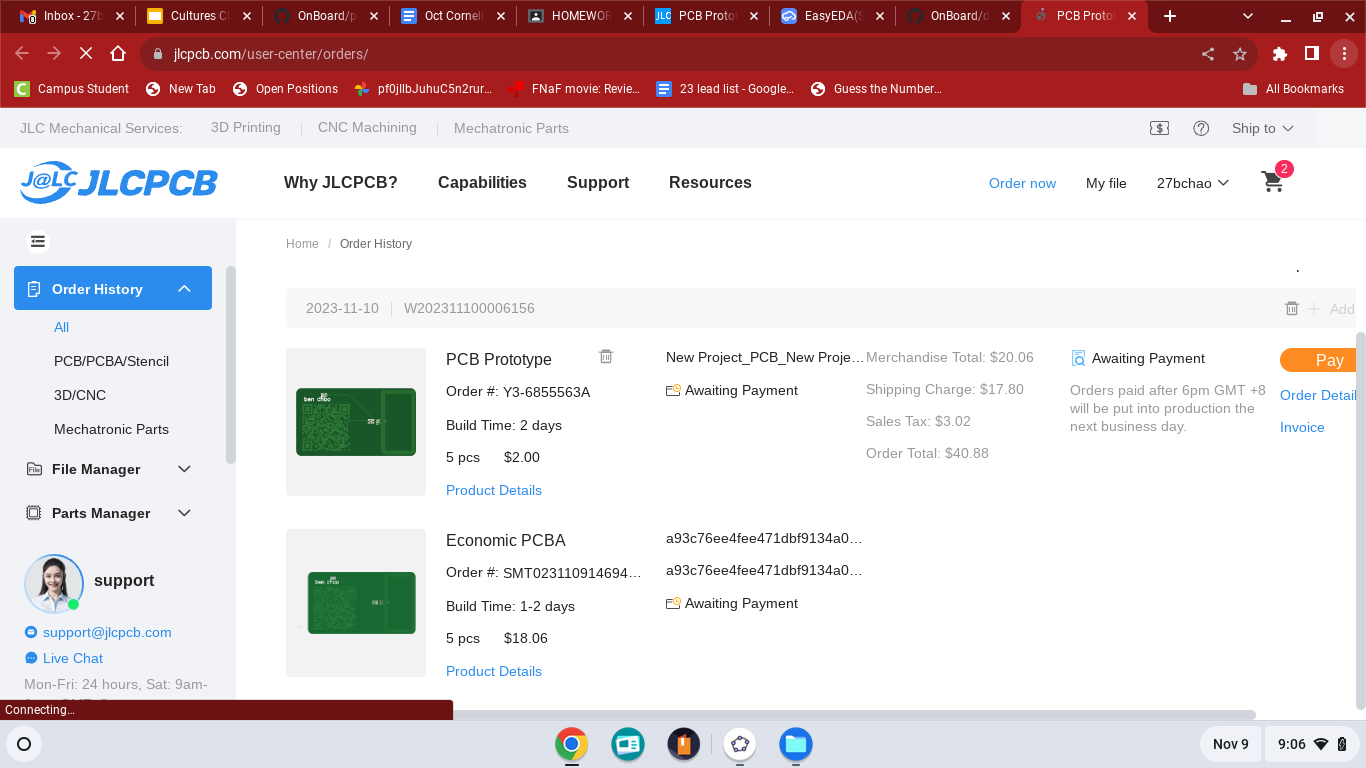 Inbox - 27b
Cultures Cl
OnBoard/p
Oct Cornell
HOMEWOR
PCB Protot
EasyEDA(S
OnBoard/d
PCB Protot
jlcpcb.com/user-center/orders/
Campus Student
New Tab
Open Positions
pf0jIlbJuhuC5n2rur...
FNaF movie: Revie...
23 lead list - Google...
Guess the Number...
All Bookmarks
JLC Mechanical Services:
3D Printing
CNC Machining
Mechatronic Parts
Ship to
J@LC JLCPCB
Why JLCPCB?
Capabilities
Support
Resources
Order now
My file
27bchao
2
Home / Order History
Order History
All
PCB/PCBA/Stencil
3D/CNC
Mechatronic Parts
File Manager
Parts Manager
support
support@jlcpcb.com
Live Chat
Mon-Fri: 24 hours, Sat: 9am-
2023-11-10
W202311100006156
Add
ben chao
PCB Prototype
Order #: Y3-6855563A
Build Time: 2 days
5 pcs $2.00
Product Details
New Project_PCB_New Proje...
Awaiting Payment
Merchandise Total: $20.06
Shipping Charge: $17.80
Sales Tax: $3.02
Order Total: $40.88
Awaiting Payment
Orders paid after 6pm GMT +8
will be put into production the
next business day.
Pay
Order Detail
Invoice
ben chao
Economic PCBA
Order #: SMT023110914694...
Build Time: 1-2 days
5 pcs $18.06
Product Details
a93c76ee4fee471dbf9134a0...
a93c76ee4fee471dbf9134a0...
Awaiting Payment
Connecting...
Nov 9
9:06